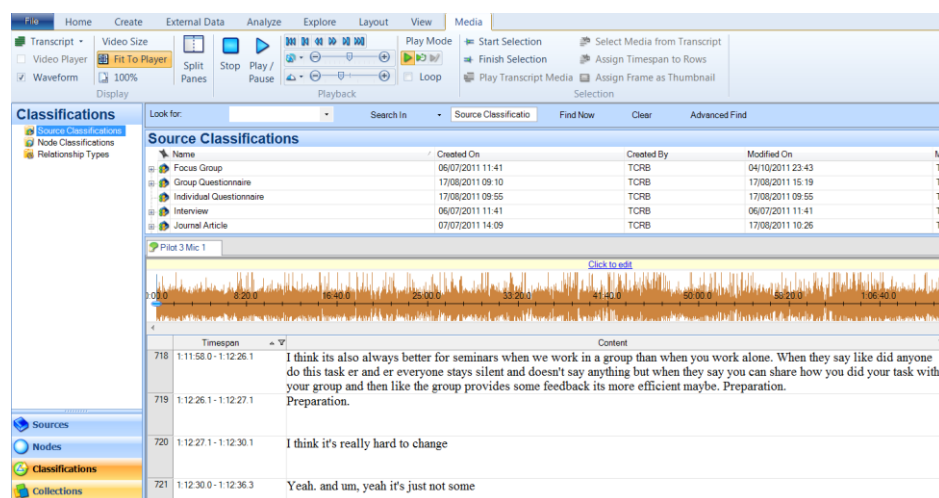 File Home Create External Data Analyze Explore Layout View Media
Transcript Video Size Play Mode Start Selection Select Media from Transcript
Video Player Fit To Player Split Panes Stop Play / Pause Finish Selection Assign Timespan to Rows
Waveform 100% Loop Play Transcript Media Assign Frame as Thumbnail
Display Playback Selection
Classifications Look for: Search In Source Classificatio Find Now Clear Advanced Find
Source Classifications
Node Classifications
Relationship Types
Source Classifications
Name Created On Created By Modified On M
Focus Group 06/07/2011 11:41 TCRB 04/10/2011 23:43 T
Group Questionnaire 17/08/2011 09:10 TCRB 17/08/2011 15:19 T
Individual Questionnaire 17/08/2011 09:55 TCRB 17/08/2011 09:55 T
Interview 06/07/2011 11:41 TCRB 06/07/2011 11:41 T
Journal Article 07/07/2011 14:09 TCRB 17/08/2011 10:26 T
Pilot 3 Mic 1
Click to edit
0:00.0 8:20.0 16:40.0 25:00.0 33:20.0 41:40.0 50:00.0 58:20.0 1:06:40.0
Timespan Content
718 1:11:58.0 - 1:12:26.1 I think its also always better for seminars when we work in a group than when you work alone. When they say like did anyone
do this task er and er everyone stays silent and doesn't say anything but when they say you can share how you did your task with
your group and then like the group provides some feedback its more efficient maybe. Preparation.
719 1:12:26.1 - 1:12:27.1 Preparation.
720 1:12:27.1 - 1:12:30.1 I think it's really hard to change
721 1:12:30.0 - 1:12:36.3 Yeah. and um, yeah it's just not some
Sources
Nodes
Classifications
Collections